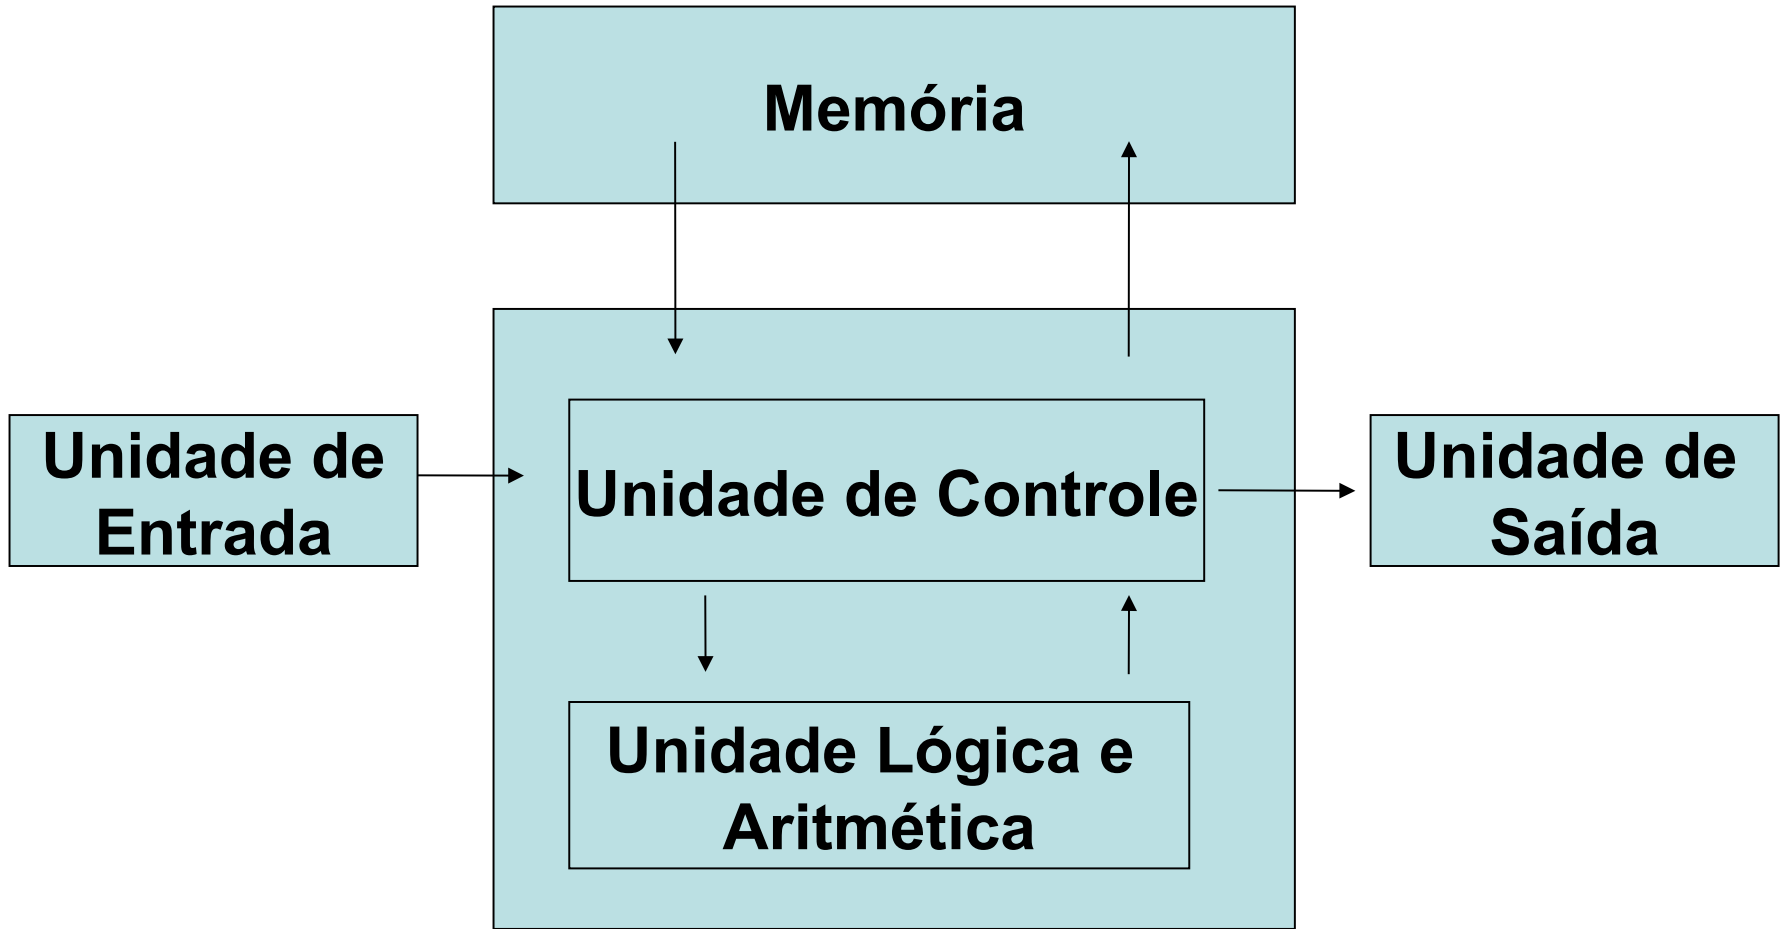 Memória
Unidade de
Entrada
Unidade de Controle
Unidade de
Saída
Unidade Lógica e
Aritmética